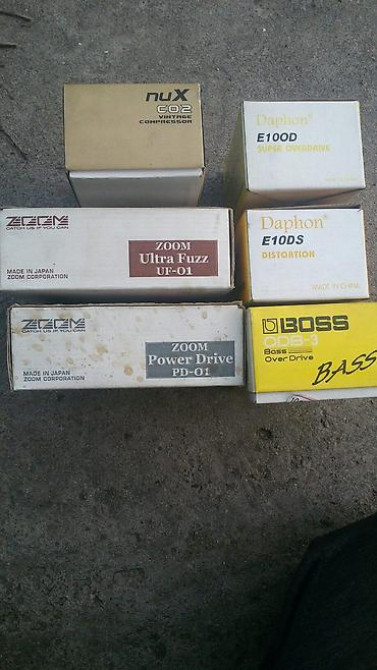 nuX
CO2
VINTAGE
COMPRESSOR
Daphon®
E10OD
SUPER OVERDRIVE
ZOOM
CATCH US IF YOU CAN
ZOOM
Ultra Fuzz
UF-01
MADE IN JAPAN
ZOOM CORPORATION
Daphon®
E10DS
DISTORTION
MADE IN CHINA
ZOOM
CATCH US IF YOU CAN
ZOOM
Power Drive
PD-01
MADE IN JAPAN
ZOOM CORPORATION
BOSS
ODB-3
Bass
OverDrive
BASS